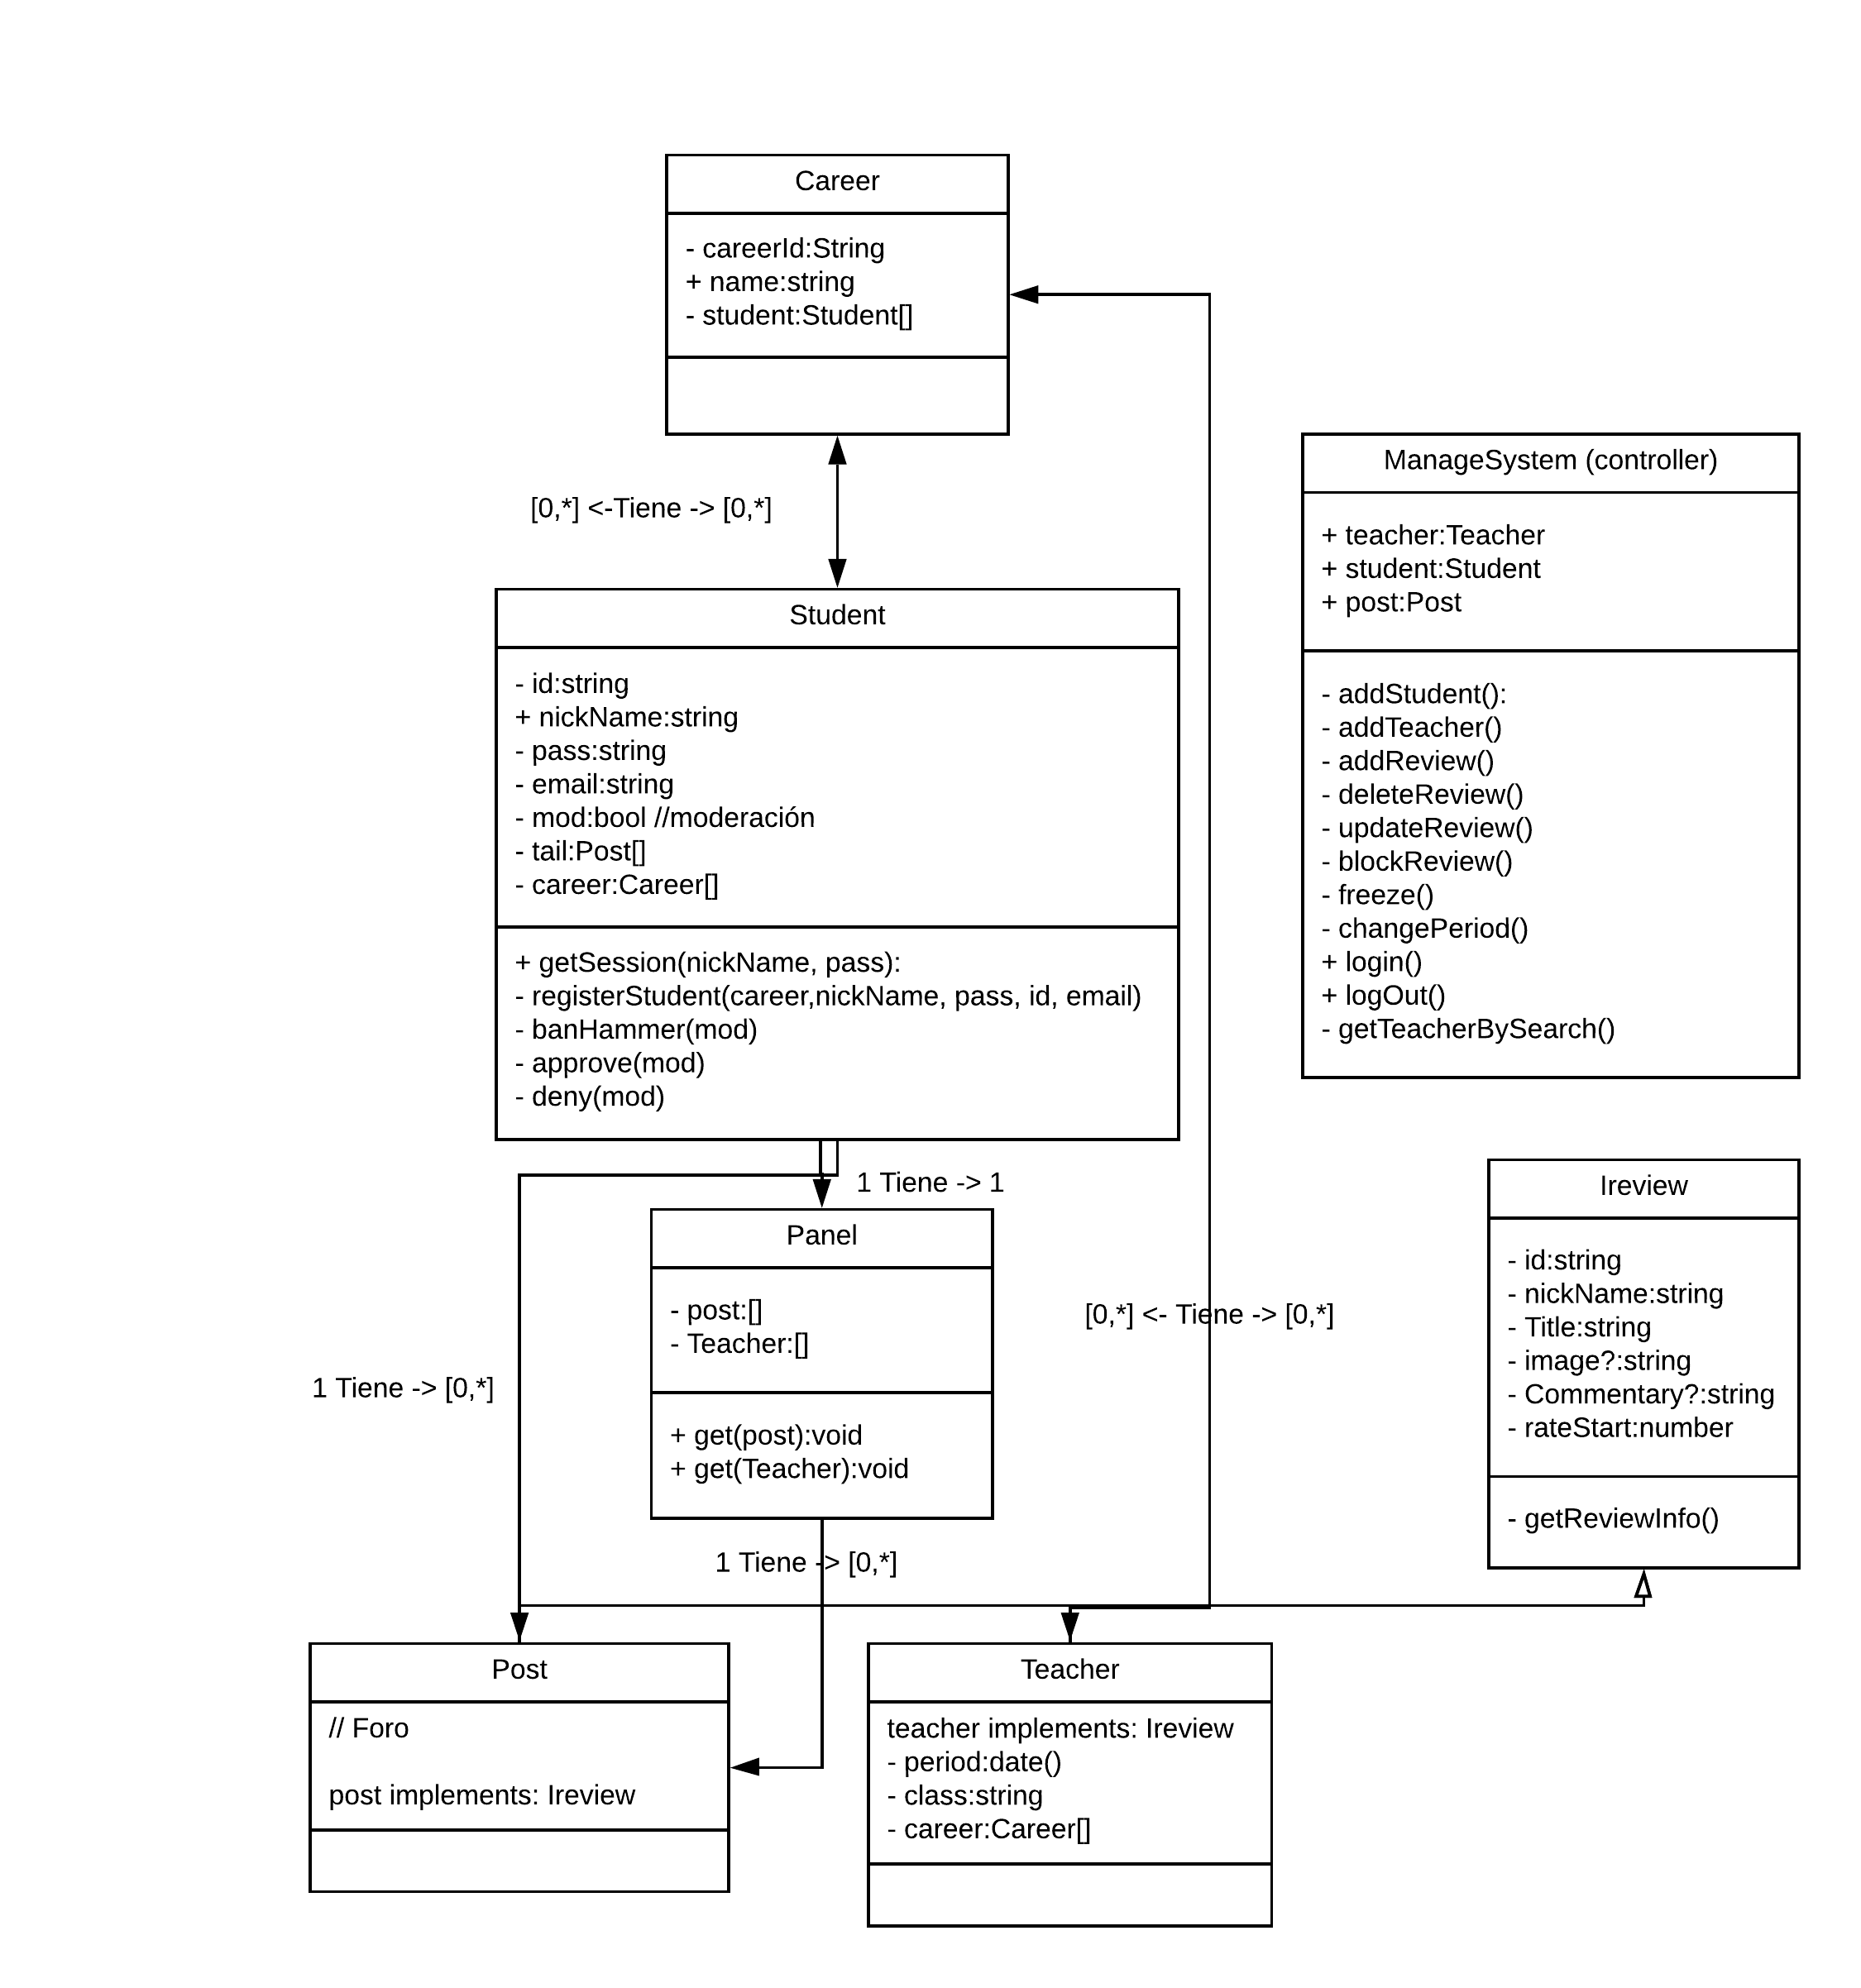 Career
- careerId:String
+ name:string
- student:Student[]
[0,*] <-Tiene -> [0,*]
ManageSystem (controller)
+ teacher:Teacher
+ student:Student
+ post:Post
- addStudent():
- addTeacher()
- addReview()
- deleteReview()
- updateReview()
- blockReview()
- freeze()
- changePeriod()
+ login()
+ logOut()
- getTeacherBySearch()
Student
- id:string
+ nickName:string
- pass:string
- email:string
- mod:bool //moderación
- tail:Post[]
- career:Career[]
+ getSession(nickName, pass):
- registerStudent(career,nickName, pass, id, email)
- banHammer(mod)
- approve(mod)
- deny(mod)
1 Tiene -> 1
Panel
- post:[]
- Teacher:[]
+ get(post):void
+ get(Teacher):void
[0,*] <- Tiene -> [0,*]
Ireview
- id:string
- nickName:string
- Title:string
- image?:string
- Commentary?:string
- rateStart:number
- getReviewInfo()
1 Tiene -> [0,*]
1 Tiene -> [0,*]
Post
// Foro
post implements: Ireview
Teacher
teacher implements: Ireview
- period:date()
- class:string
- career:Career[]